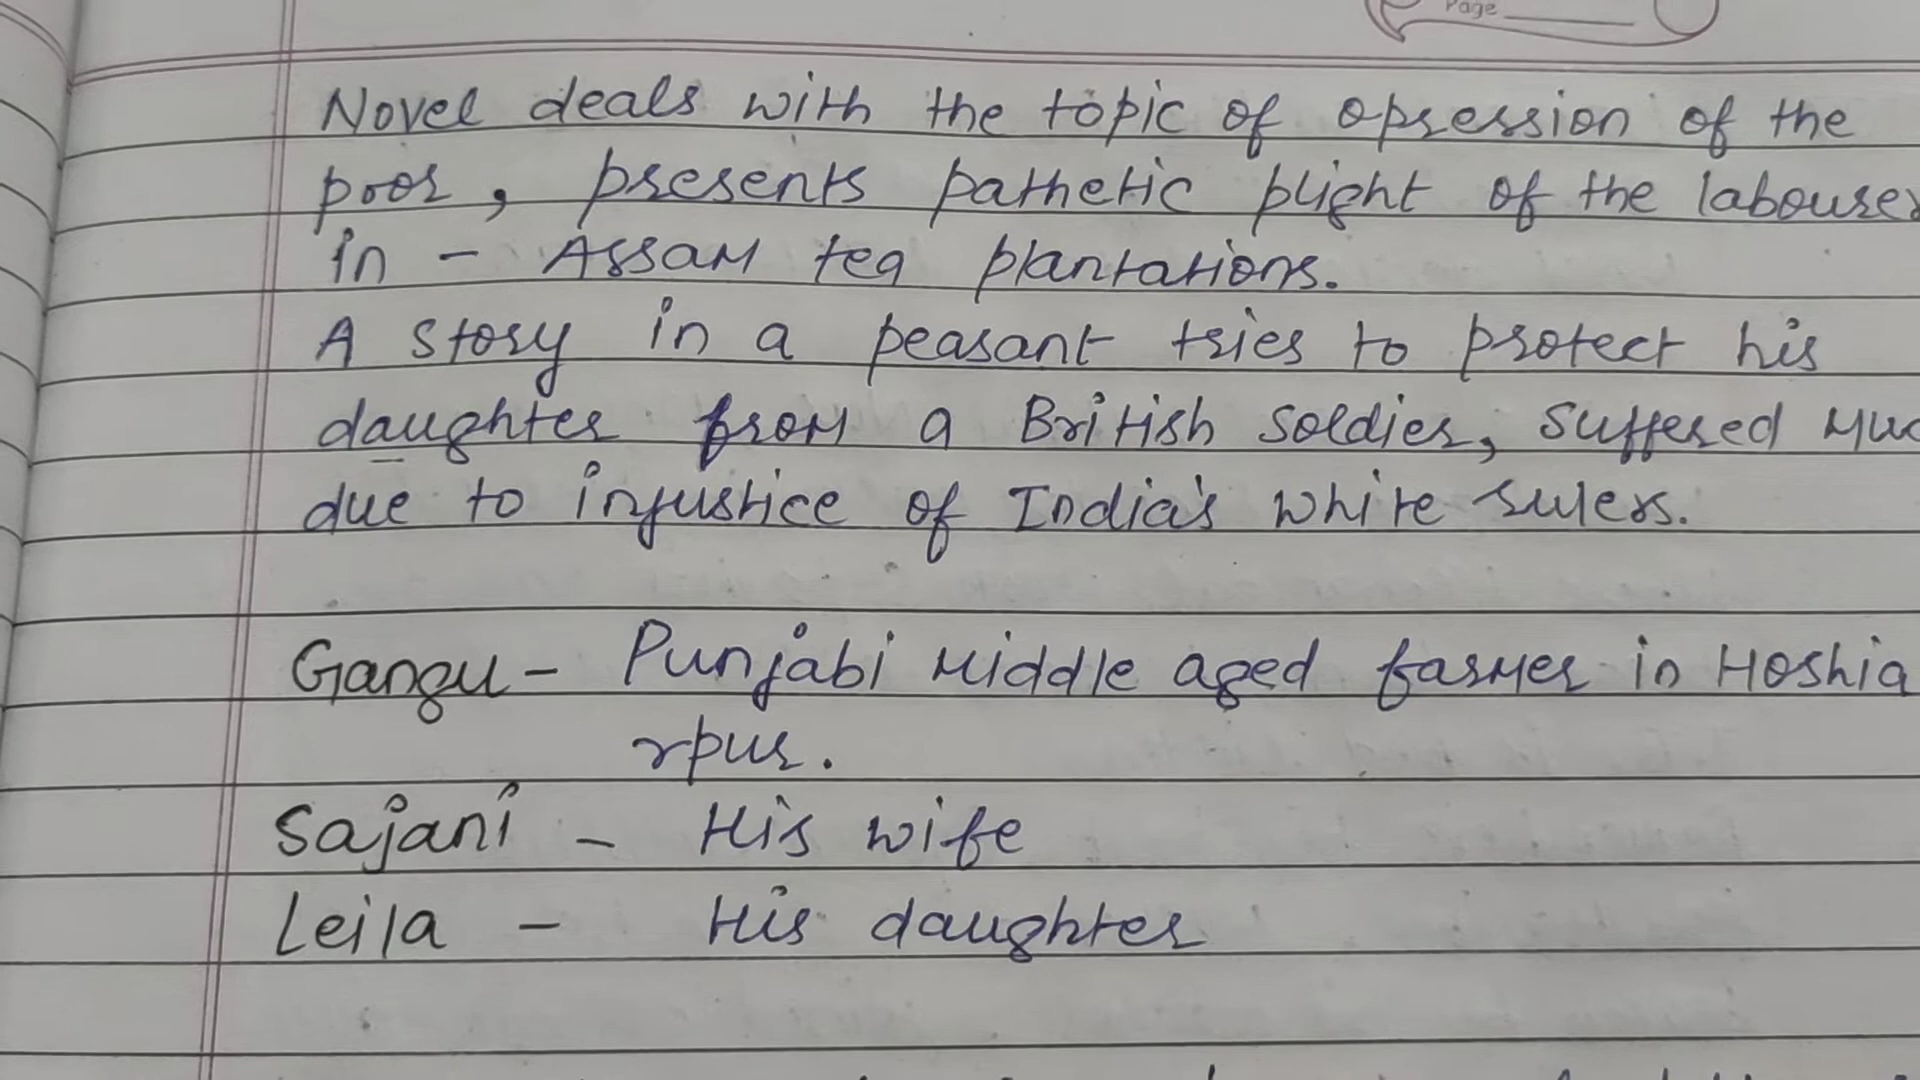 Page
Novel deals with the topic of opression of the
poor, presents pathetic plight of the labourer
in - Assam tea plantations.
A story in a peasant tries to protect his
daughter from a British soldier, suffered muc
due to injustice of India's white rulers.
Gangu - Punjabi middle aged farmer in Hoshia
rpur.
Sajani - His wife
Leila - His daughter